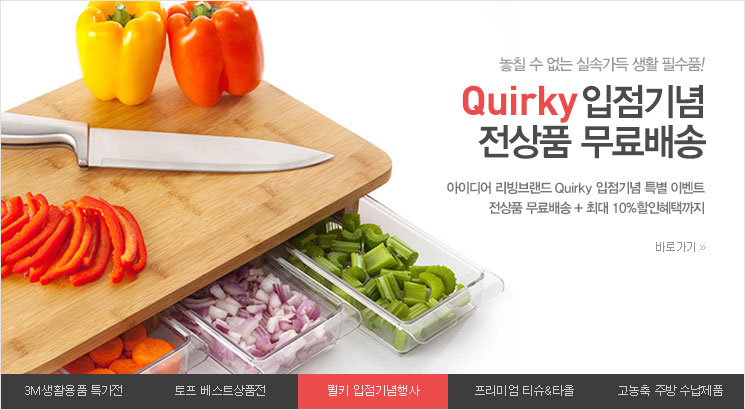 놓칠 수 없는 실속가득 생활 필수품!
Quirky 입점기념
전상품 무료배송
아이디어 리빙브랜드 Quirky 입점기념 특별 이벤트
전상품 무료배송 + 최대 10%할인혜택까지
바로가기 »
3M생활용품 특가전
토프 베스트상품전
퀄키 입점기념행사
프리미엄 티슈&타올
고농축 주방 수납제품